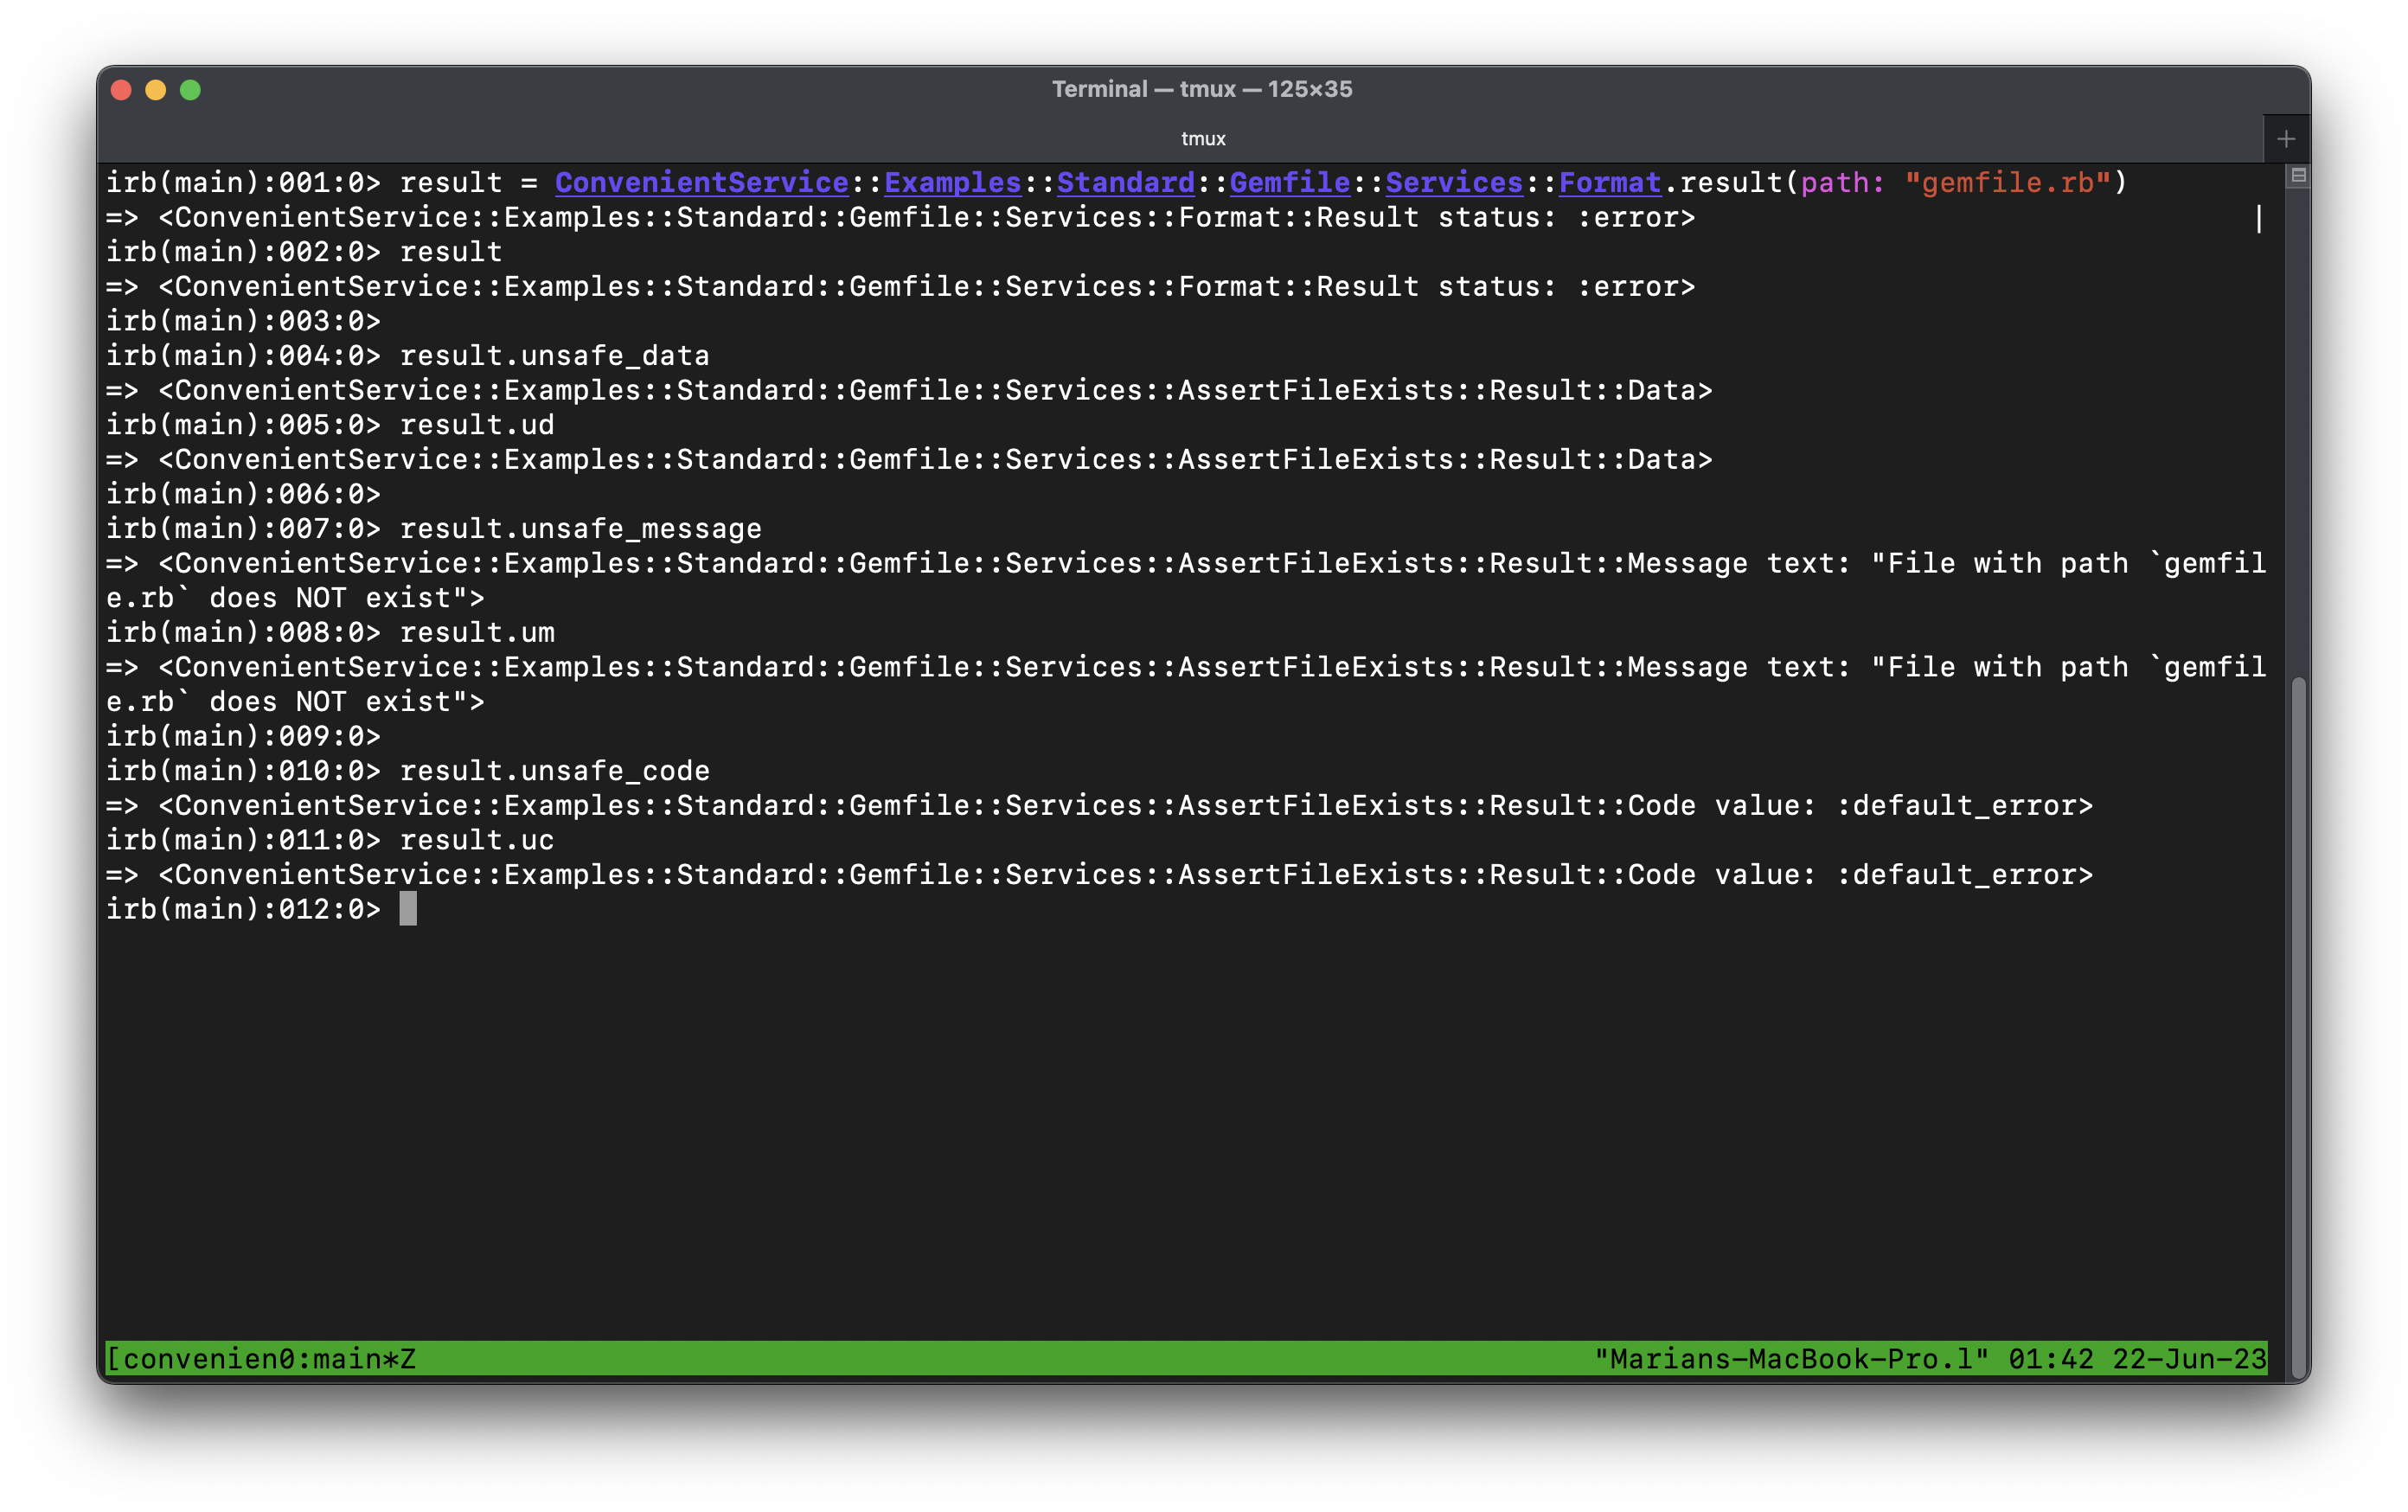 Terminal — tmux — 125×35
tmux
irb(main):001:0> result = ConvenientService::Examples::Standard::Gemfile::Services::Format.result(path: "gemfile.rb")
=> <ConvenientService::Examples::Standard::Gemfile::Services::Format::Result status: :error>
irb(main):002:0> result
=> <ConvenientService::Examples::Standard::Gemfile::Services::Format::Result status: :error>
irb(main):003:0>
irb(main):004:0> result.unsafe_data
=> <ConvenientService::Examples::Standard::Gemfile::Services::AssertFileExists::Result::Data>
irb(main):005:0> result.ud
=> <ConvenientService::Examples::Standard::Gemfile::Services::AssertFileExists::Result::Data>
irb(main):006:0>
irb(main):007:0> result.unsafe_message
=> <ConvenientService::Examples::Standard::Gemfile::Services::AssertFileExists::Result::Message text: "File with path `gemfil
e.rb` does NOT exist">
irb(main):008:0> result.um
=> <ConvenientService::Examples::Standard::Gemfile::Services::AssertFileExists::Result::Message text: "File with path `gemfil
e.rb` does NOT exist">
irb(main):009:0>
irb(main):010:0> result.unsafe_code
=> <ConvenientService::Examples::Standard::Gemfile::Services::AssertFileExists::Result::Code value: :default_error>
irb(main):011:0> result.uc
=> <ConvenientService::Examples::Standard::Gemfile::Services::AssertFileExists::Result::Code value: :default_error>
irb(main):012:0>
[convenien0:main*Z "Marians-MacBook-Pro.l" 01:42 22-Jun-23